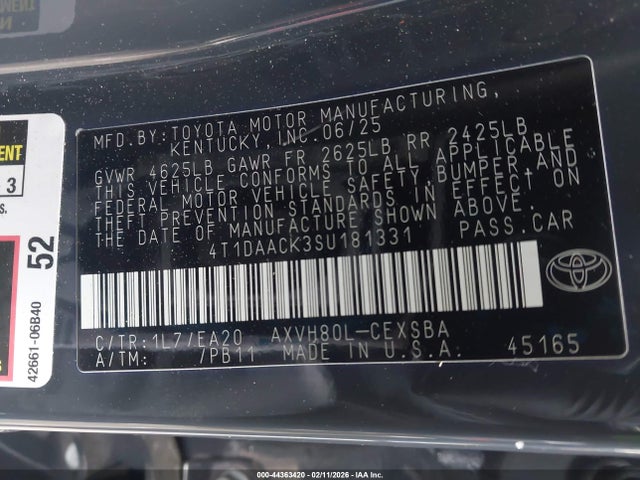 MFD.BY:TOYOTA MOTOR MANUFACTURING,
KENTUCKY, INC 06/25
GVWR 4625LB GAWR FR 2625LB RR 2425LB
THIS VEHICLE CONFORMS TO ALL APPLICABLE
FEDERAL MOTOR VEHICLE SAFETY, BUMPER, AND
THEFT PREVENTION STANDARDS IN EFFECT ON
THE DATE OF MANUFACTURE SHOWN ABOVE.
4T1DAACK3SU181331 PASS.CAR
C/TR:1L7/EA20 AXVH80L-CEXSBA
A/TM: /PB11 MADE IN U.S.A. 45165
TOYOTA
3
52
42661-06B40
000-44363420 - 02/11/2026 - IAA Inc.